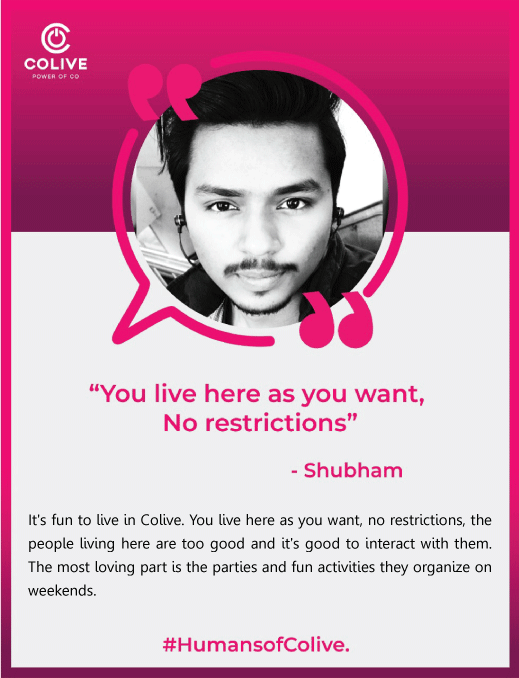 COLIVE
POWER OF CO
“You live here as you want,
No restrictions”
- Shubham
It's fun to live in Colive. You live here as you want, no restrictions, the
people living here are too good and it's good to interact with them.
The most loving part is the parties and fun activities they organize on
weekends.
#HumansofColive.